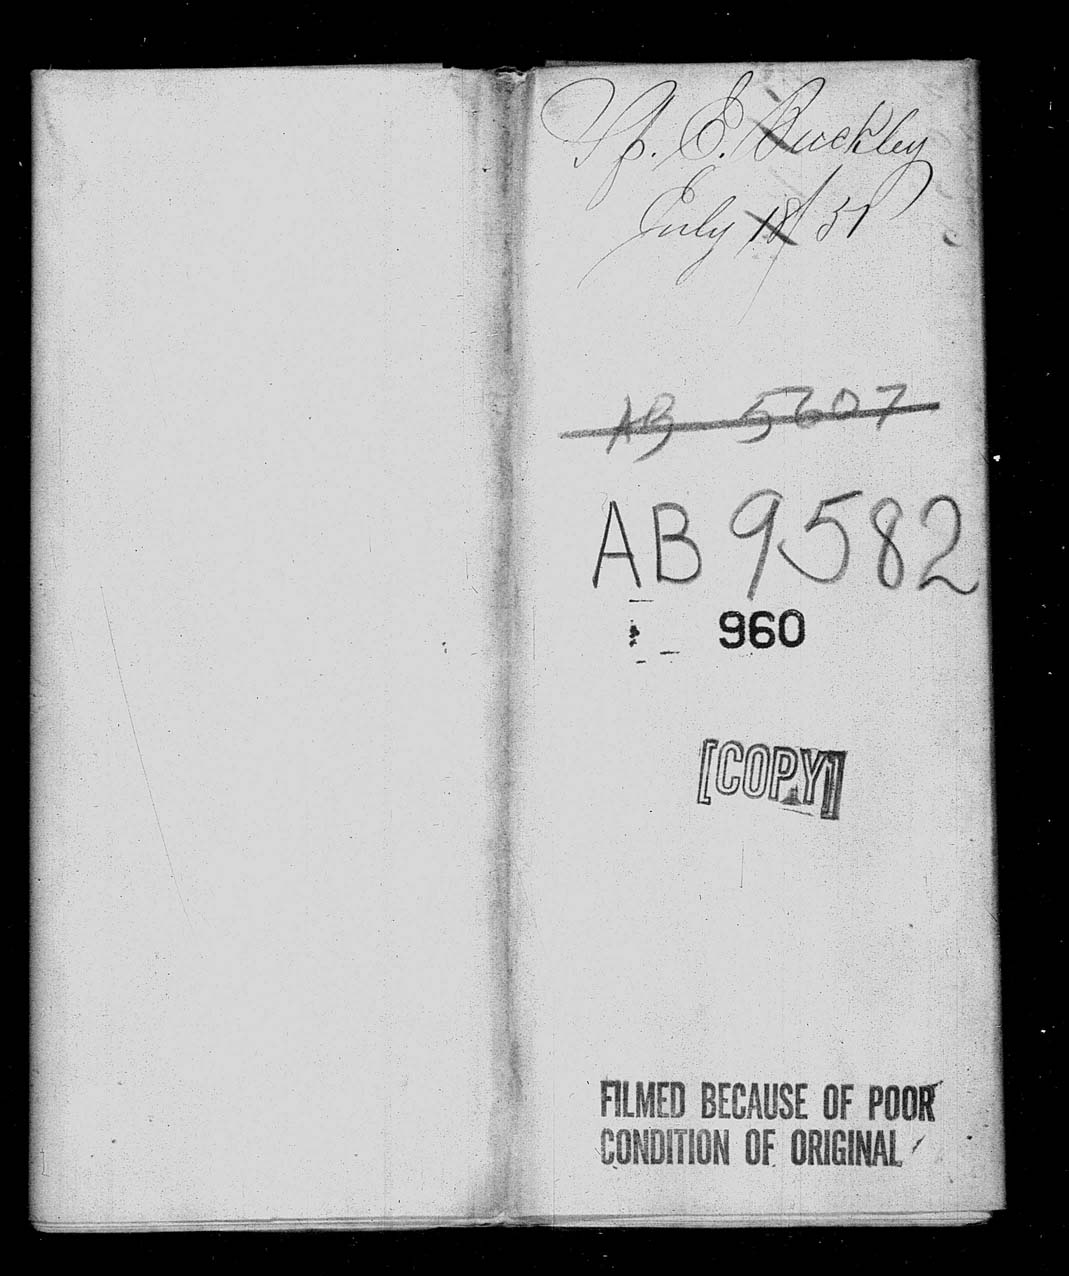 E. Buckley
July 18/51
AB 5607
AB 9582
960
[COPY]
FILMED BECAUSE OF POOR
CONDITION OF ORIGINAL